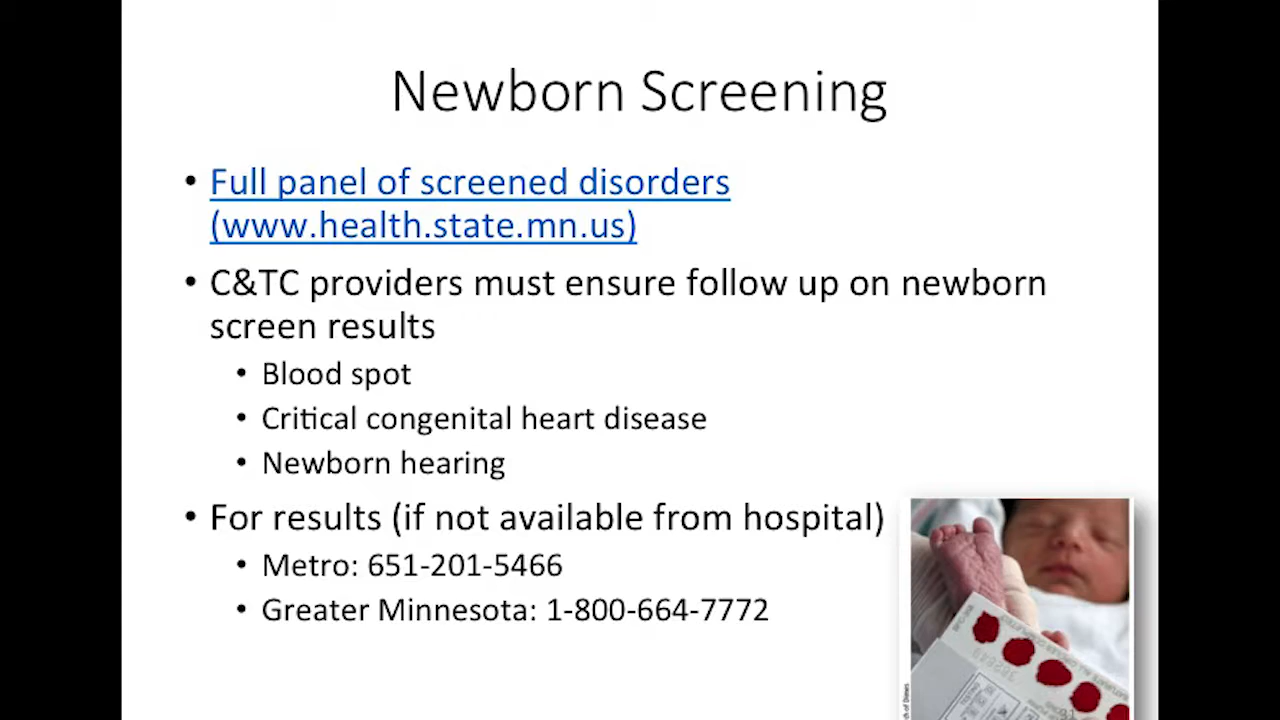 Newborn Screening
• Full panel of screened disorders
(www.health.state.mn.us)
• C&TC providers must ensure follow up on newborn
screen results
• Blood spot
• Critical congenital heart disease
• Newborn hearing
• For results (if not available from hospital)
• Metro: 651-201-5466
• Greater Minnesota: 1-800-664-7772